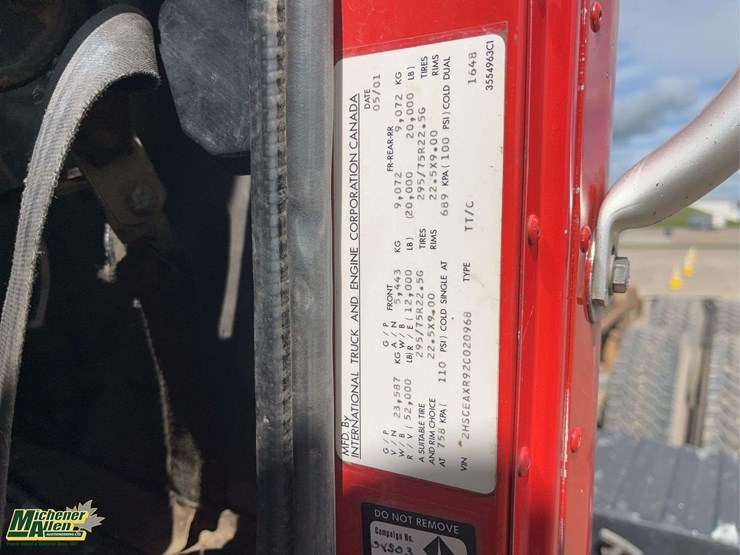 MFD. By
INTERNATIONAL TRUCK AND ENGINE CORPORATION CANADA
DATE
05/01
G / P G / P FRONT FR-REAR-RR
V / N 23,587 KG A / N 5,443 KG 9,072 9,072 KG
W / B W / B
R / V ( 52,000 LB) R / E ( 12,000 LB) (20,000 20,000 LB)
A SUITABLE TIRE 295/75R22.5G TIRES 295/75R22.5G TIRES
AND RIM CHOICE 22.5X9.00 RIMS 22.5X9.00 RIMS
AT 758 KPA ( 110 PSI) COLD SINGLE AT 689 KPA ( 100 PSI) COLD DUAL
VIN 2HSCEAXR92C020968 TYPE TT/C 1648
3554963C1
DO NOT REMOVE
Campaign No.
Michener
Allen
AUCTIONEERING LTD